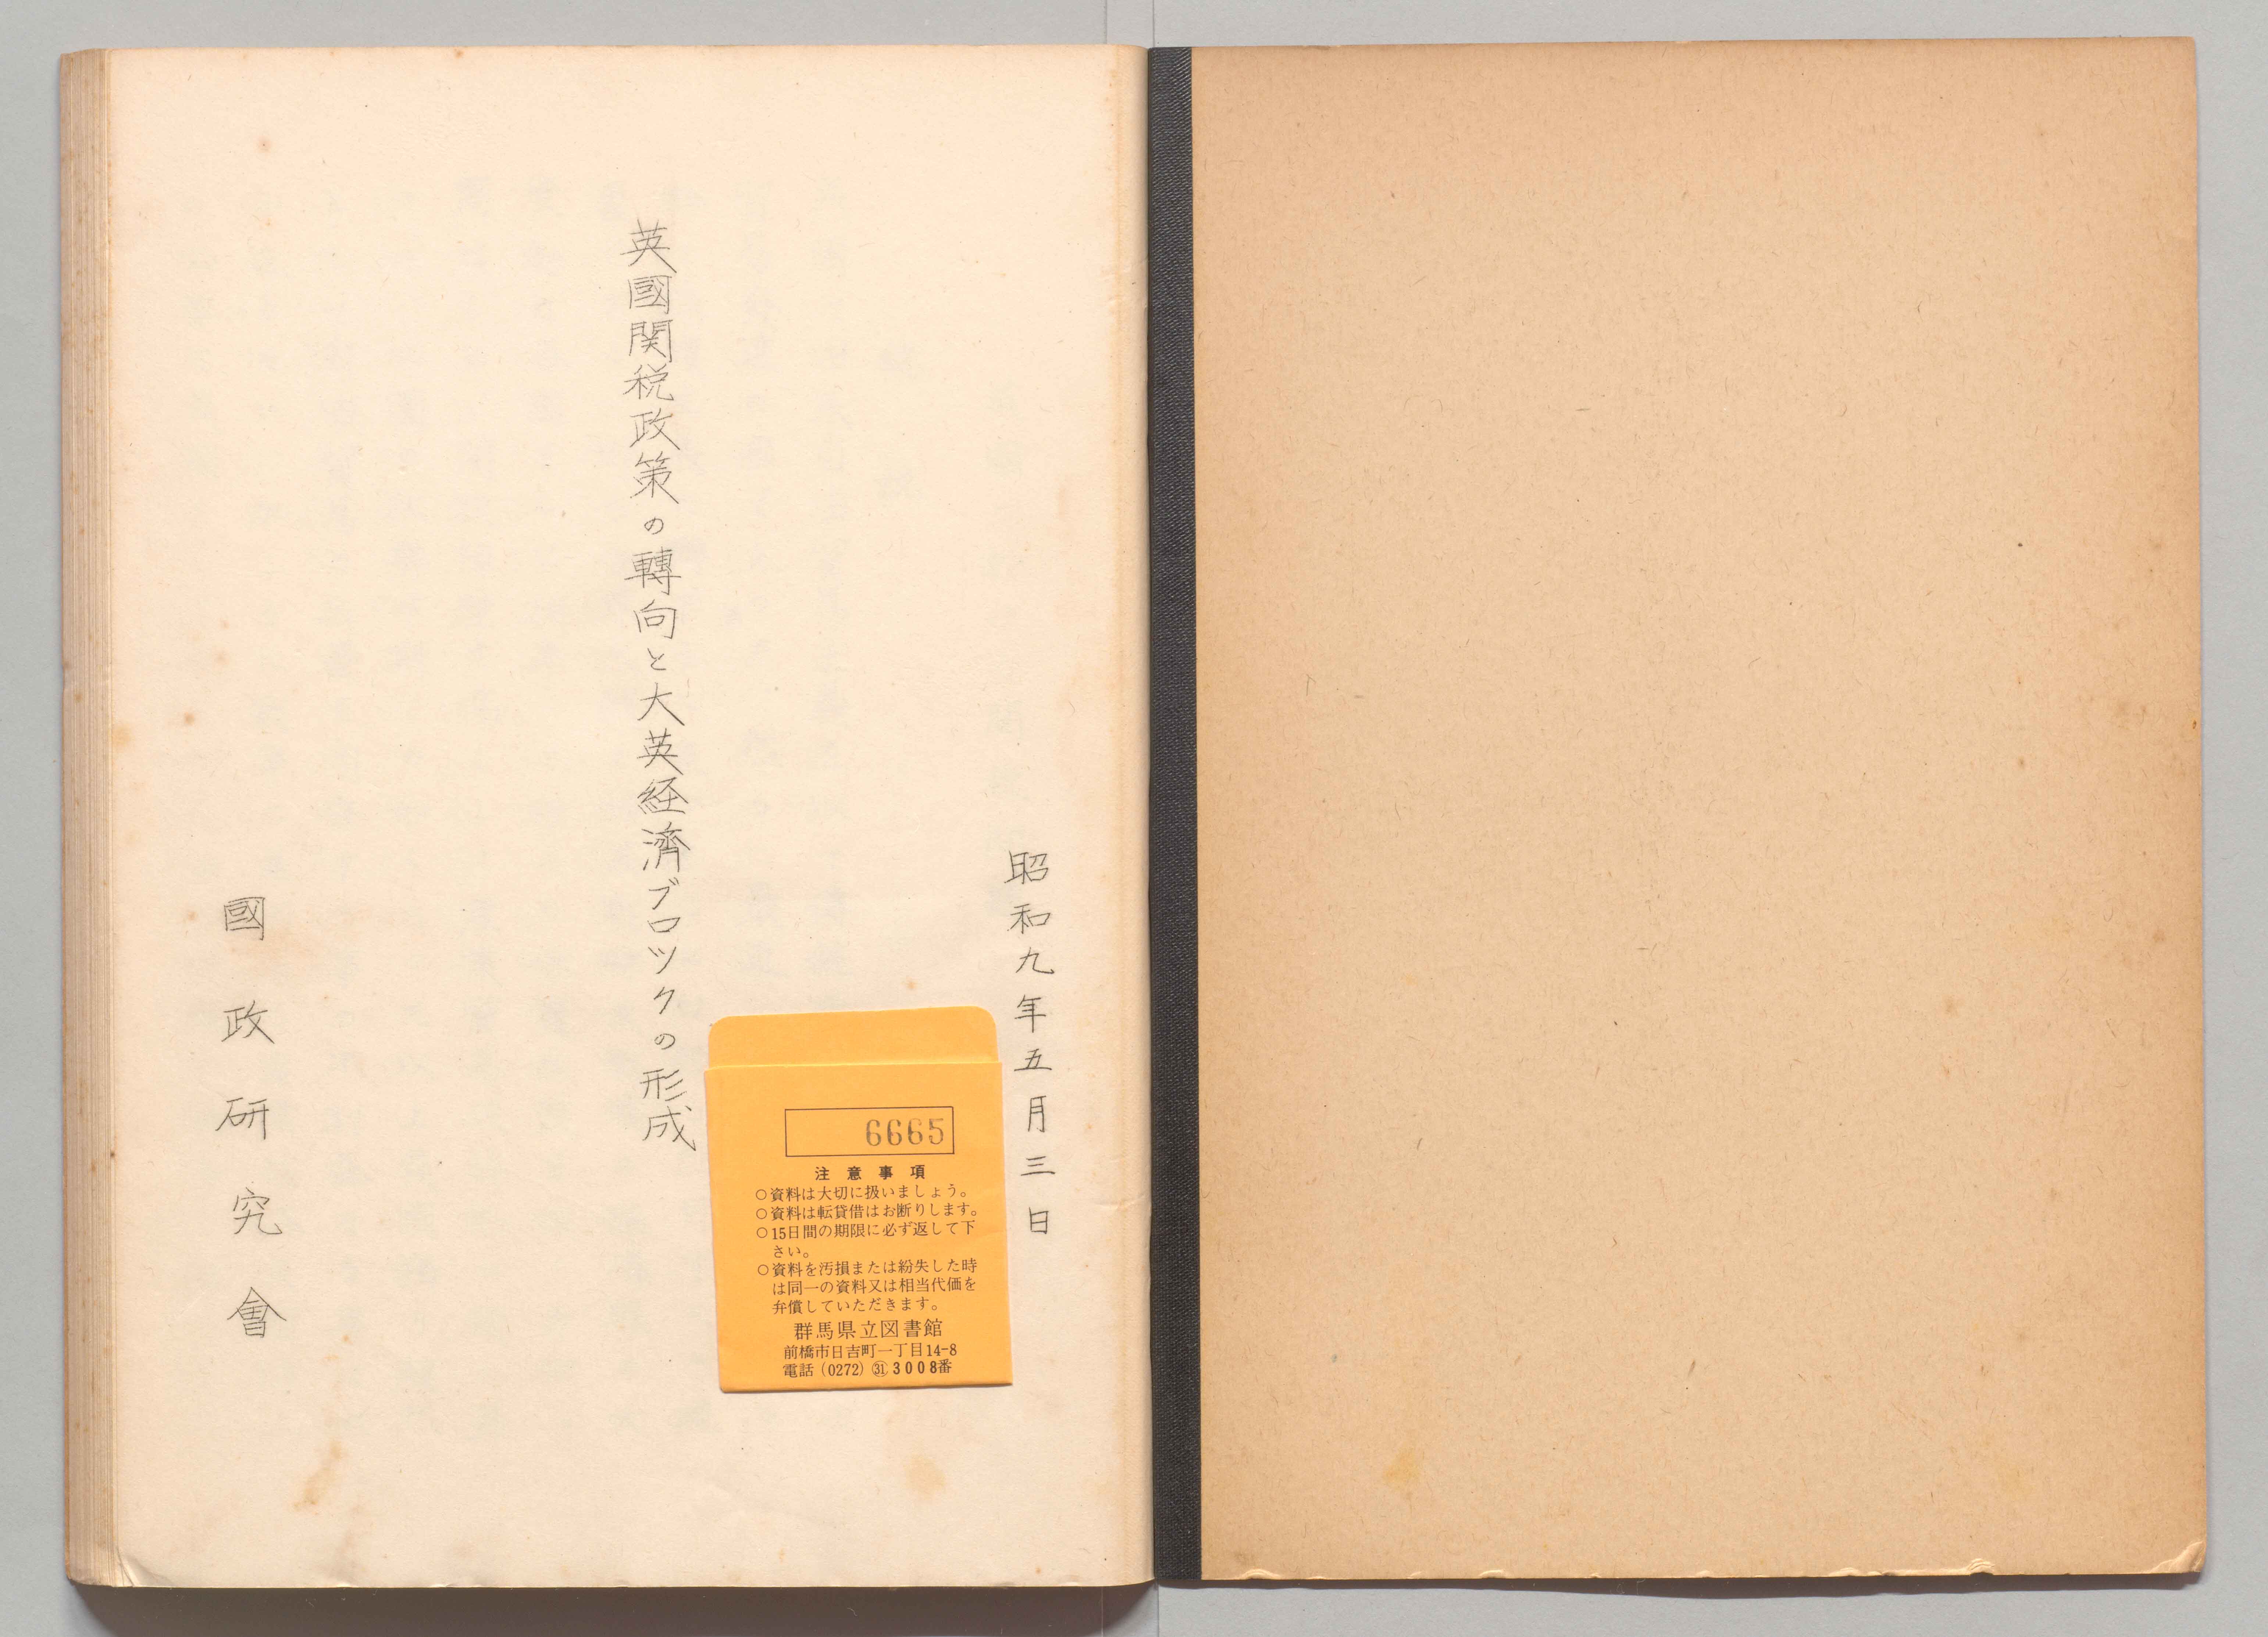 昭和九年五月三日
英國関税政策の轉向と大英経済ブロツクの形成
國政研究會
6665
注意事項
○資料は大切に扱いましょう。
○資料は転貸借はお断りします。
○15日間の期限に必ず返して下
さい。
○資料を汚損または紛失した時
は同一の資料又は相当代価を
弁償していただきます。
群馬県立図書館
前橋市日吉町一丁目14-8
電話(0272)㉛3008番